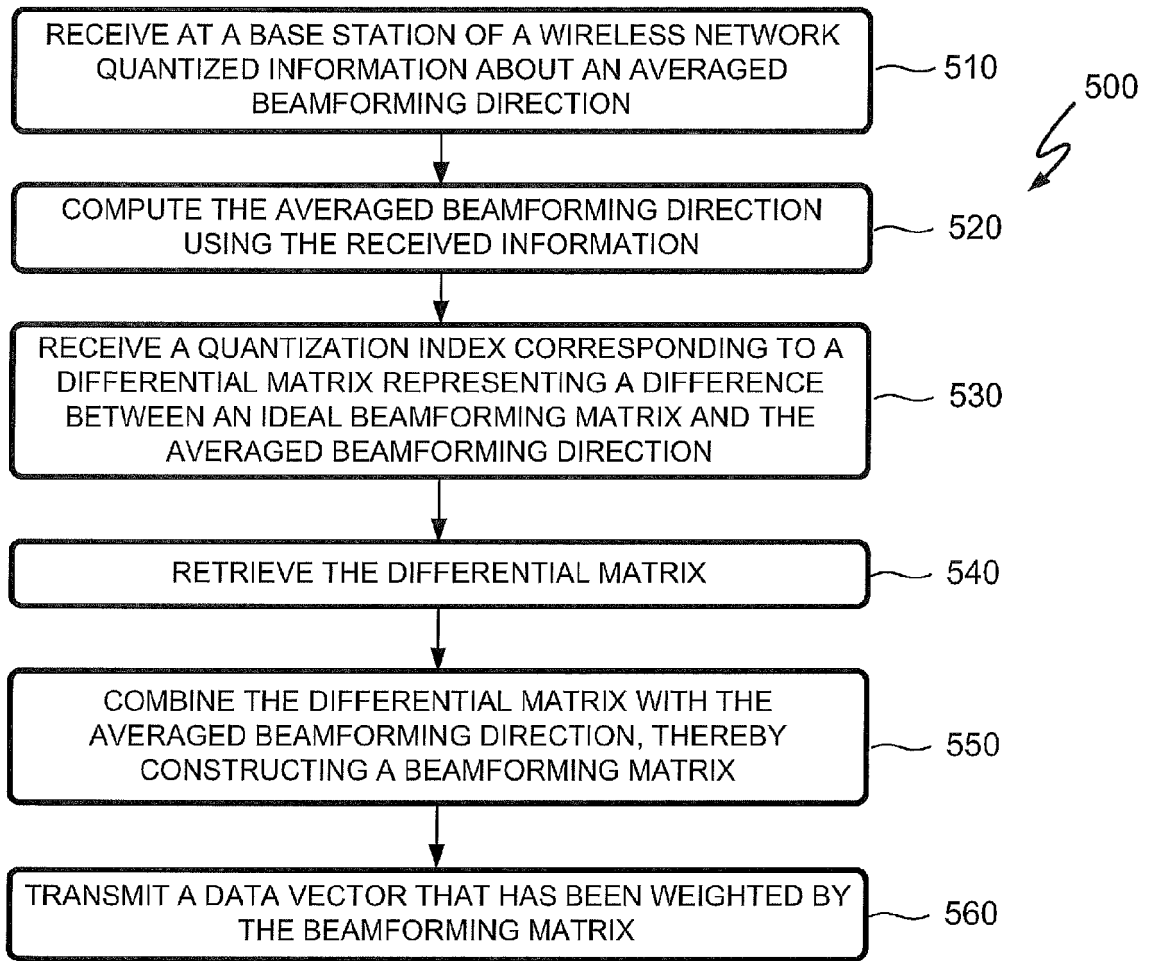 RECEIVE AT A BASE STATION OF A WIRELESS NETWORK
QUANTIZED INFORMATION ABOUT AN AVERAGED
BEAMFORMING DIRECTION
510
500
COMPUTE THE AVERAGED BEAMFORMING DIRECTION
USING THE RECEIVED INFORMATION
520
RECEIVE A QUANTIZATION INDEX CORRESPONDING TO A
DIFFERENTIAL MATRIX REPRESENTING A DIFFERENCE
BETWEEN AN IDEAL BEAMFORMING MATRIX AND THE
AVERAGED BEAMFORMING DIRECTION
530
RETRIEVE THE DIFFERENTIAL MATRIX
540
COMBINE THE DIFFERENTIAL MATRIX WITH THE
AVERAGED BEAMFORMING DIRECTION, THEREBY
CONSTRUCTING A BEAMFORMING MATRIX
550
TRANSMIT A DATA VECTOR THAT HAS BEEN WEIGHTED BY
THE BEAMFORMING MATRIX
560